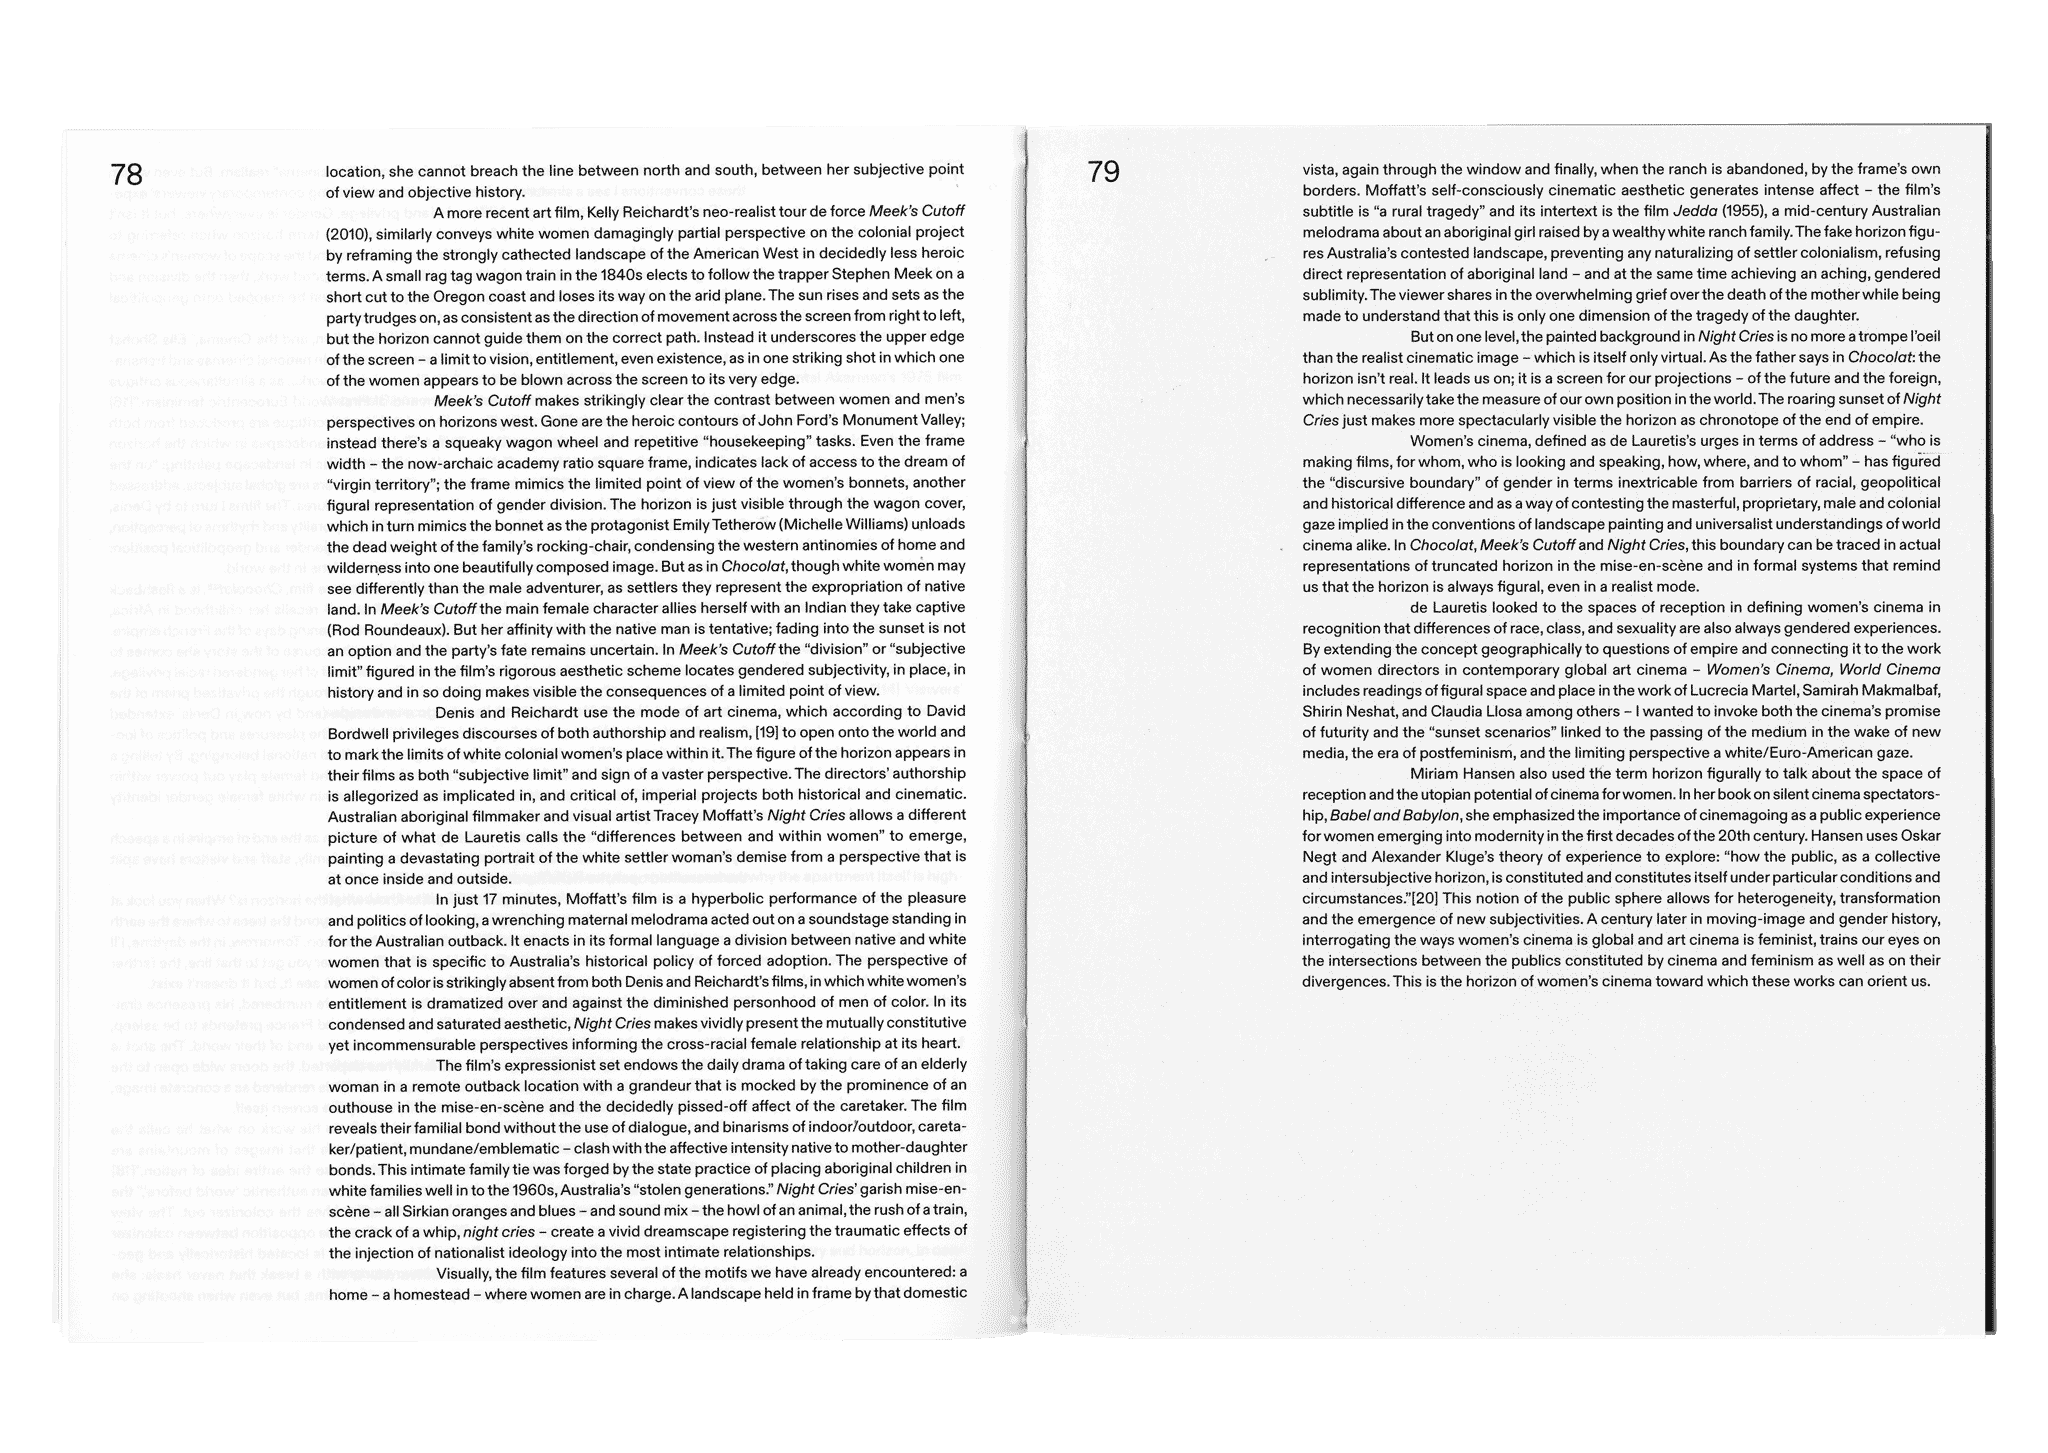 78
location, she cannot breach the line between north and south, between her subjective point
of view and objective history.
A more recent art film, Kelly Reichardt's neo-realist tour de force Meek's Cutoff
(2010), similarly conveys white women damagingly partial perspective on the colonial project
by reframing the strongly cathected landscape of the American West in decidedly less heroic
terms. A small rag tag wagon train in the 1840s elects to follow the trapper Stephen Meek on a
short cut to the Oregon coast and loses its way on the arid plane. The sun rises and sets as the
party trudges on, as consistent as the direction of movement across the screen from right to left,
but the horizon cannot guide them on the correct path. Instead it underscores the upper edge
of the screen – a limit to vision, entitlement, even existence, as in one striking shot in which one
of the women appears to be blown across the screen to its very edge.
Meek's Cutoff makes strikingly clear the contrast between women and men's
perspectives on horizons west. Gone are the heroic contours of John Ford's Monument Valley;
instead there's a squeaky wagon wheel and repetitive “housekeeping” tasks. Even the frame
width – the now-archaic academy ratio square frame, indicates lack of access to the dream of
“virgin territory”; the frame mimics the limited point of view of the women's bonnets, another
figural representation of gender division. The horizon is just visible through the wagon cover,
which in turn mimics the bonnet as the protagonist Emily Tetherow (Michelle Williams) unloads
the dead weight of the family's rocking-chair, condensing the western antinomies of home and
wilderness into one beautifully composed image. But as in Chocolat, though white women may
see differently than the male adventurer, as settlers they represent the expropriation of native
land. In Meek's Cutoff the main female character allies herself with an Indian they take captive
(Rod Roundeaux). But her affinity with the native man is tentative; fading into the sunset is not
an option and the party's fate remains uncertain. In Meek's Cutoff the “division” or “subjective
limit” figured in the film's rigorous aesthetic scheme locates gendered subjectivity, in place, in
history and in so doing makes visible the consequences of a limited point of view.
Denis and Reichardt use the mode of art cinema, which according to David
Bordwell privileges discourses of both authorship and realism, [19] to open onto the world and
to mark the limits of white colonial women's place within it. The figure of the horizon appears in
their films as both “subjective limit” and sign of a vaster perspective. The directors' authorship
is allegorized as implicated in, and critical of, imperial projects both historical and cinematic.
Australian aboriginal filmmaker and visual artist Tracey Moffatt's Night Cries allows a different
picture of what de Lauretis calls the “differences between and within women” to emerge,
painting a devastating portrait of the white settler woman's demise from a perspective that is
at once inside and outside.
In just 17 minutes, Moffatt's film is a hyperbolic performance of the pleasure
and politics of looking, a wrenching maternal melodrama acted out on a soundstage standing in
for the Australian outback. It enacts in its formal language a division between native and white
women that is specific to Australia's historical policy of forced adoption. The perspective of
women of color is strikingly absent from both Denis and Reichardt's films, in which white women's
entitlement is dramatized over and against the diminished personhood of men of color. In its
condensed and saturated aesthetic, Night Cries makes vividly present the mutually constitutive
yet incommensurable perspectives informing the cross-racial female relationship at its heart.
The film's expressionist set endows the daily drama of taking care of an elderly
woman in a remote outback location with a grandeur that is mocked by the prominence of an
outhouse in the mise-en-scène and the decidedly pissed-off affect of the caretaker. The film
reveals their familial bond without the use of dialogue, and binarisms of indoor/outdoor, careta-
ker/patient, mundane/emblematic – clash with the affective intensity native to mother-daughter
bonds. This intimate family tie was forged by the state practice of placing aboriginal children in
white families well in to the 1960s, Australia's “stolen generations.” Night Cries' garish mise-en-
scène – all Sirkian oranges and blues – and sound mix – the howl of an animal, the rush of a train,
the crack of a whip, night cries – create a vivid dreamscape registering the traumatic effects of
the injection of nationalist ideology into the most intimate relationships.
Visually, the film features several of the motifs we have already encountered: a
home – a homestead – where women are in charge. A landscape held in frame by that domestic
79
vista, again through the window and finally, when the ranch is abandoned, by the frame's own
borders. Moffatt's self-consciously cinematic aesthetic generates intense affect – the film's
subtitle is “a rural tragedy” and its intertext is the film Jedda (1955), a mid-century Australian
melodrama about an aboriginal girl raised by a wealthy white ranch family. The fake horizon figu-
res Australia's contested landscape, preventing any naturalizing of settler colonialism, refusing
direct representation of aboriginal land – and at the same time achieving an aching, gendered
sublimity. The viewer shares in the overwhelming grief over the death of the mother while being
made to understand that this is only one dimension of the tragedy of the daughter.
But on one level, the painted background in Night Cries is no more a trompe l'oeil
than the realist cinematic image – which is itself only virtual. As the father says in Chocolat: the
horizon isn't real. It leads us on; it is a screen for our projections – of the future and the foreign,
which necessarily take the measure of our own position in the world. The roaring sunset of Night
Cries just makes more spectacularly visible the horizon as chronotope of the end of empire.
Women's cinema, defined as de Lauretis's urges in terms of address – “who is
making films, for whom, who is looking and speaking, how, where, and to whom” – has figured
the “discursive boundary” of gender in terms inextricable from barriers of racial, geopolitical
and historical difference and as a way of contesting the masterful, proprietary, male and colonial
gaze implied in the conventions of landscape painting and universalist understandings of world
cinema alike. In Chocolat, Meek's Cutoff and Night Cries, this boundary can be traced in actual
representations of truncated horizon in the mise-en-scène and in formal systems that remind
us that the horizon is always figural, even in a realist mode.
de Lauretis looked to the spaces of reception in defining women's cinema in
recognition that differences of race, class, and sexuality are also always gendered experiences.
By extending the concept geographically to questions of empire and connecting it to the work
of women directors in contemporary global art cinema – Women's Cinema, World Cinema
includes readings of figural space and place in the work of Lucrecia Martel, Samirah Makmalbaf,
Shirin Neshat, and Claudia Llosa among others – I wanted to invoke both the cinema's promise
of futurity and the “sunset scenarios” linked to the passing of the medium in the wake of new
media, the era of postfeminism, and the limiting perspective a white/Euro-American gaze.
Miriam Hansen also used the term horizon figurally to talk about the space of
reception and the utopian potential of cinema for women. In her book on silent cinema spectators-
hip, Babel and Babylon, she emphasized the importance of cinemagoing as a public experience
for women emerging into modernity in the first decades of the 20th century. Hansen uses Oskar
Negt and Alexander Kluge's theory of experience to explore: “how the public, as a collective
and intersubjective horizon, is constituted and constitutes itself under particular conditions and
circumstances.”[20] This notion of the public sphere allows for heterogeneity, transformation
and the emergence of new subjectivities. A century later in moving-image and gender history,
interrogating the ways women's cinema is global and art cinema is feminist, trains our eyes on
the intersections between the publics constituted by cinema and feminism as well as on their
divergences. This is the horizon of women's cinema toward which these works can orient us.